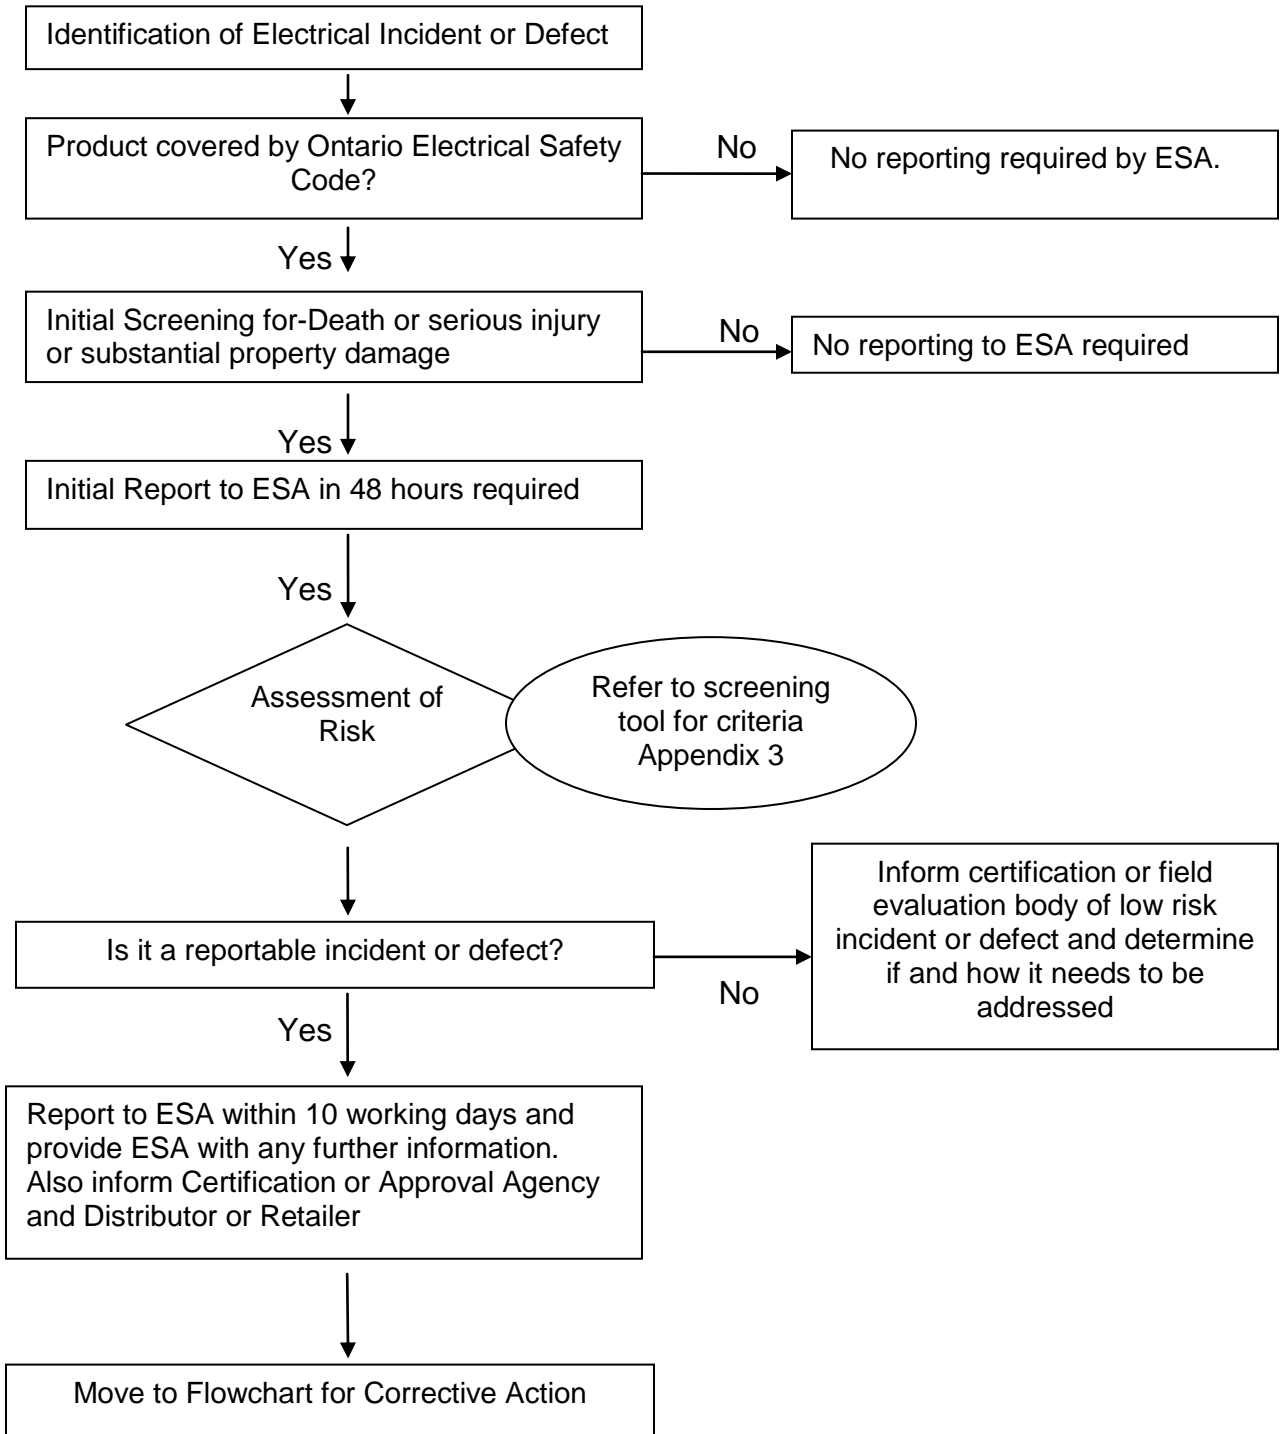 Identification of Electrical Incident or Defect
Product covered by Ontario Electrical Safety
Code?
No
No reporting required by ESA.
Yes
Initial Screening for-Death or serious injury
or substantial property damage
No
No reporting to ESA required
Yes
Initial Report to ESA in 48 hours required
Yes
Assessment of
Risk
Refer to screening
tool for criteria
Appendix 3
Is it a reportable incident or defect?
No
Inform certification or field
evaluation body of low risk
incident or defect and determine
if and how it needs to be
addressed
Yes
Report to ESA within 10 working days and
provide ESA with any further information.
Also inform Certification or Approval Agency
and Distributor or Retailer
Move to Flowchart for Corrective Action